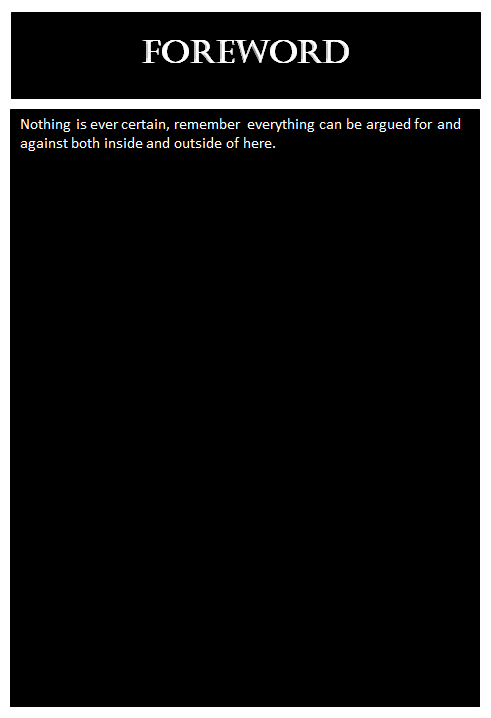 FOREWORD
Nothing is ever certain, remember everything can be argued for and
against both inside and outside of here.